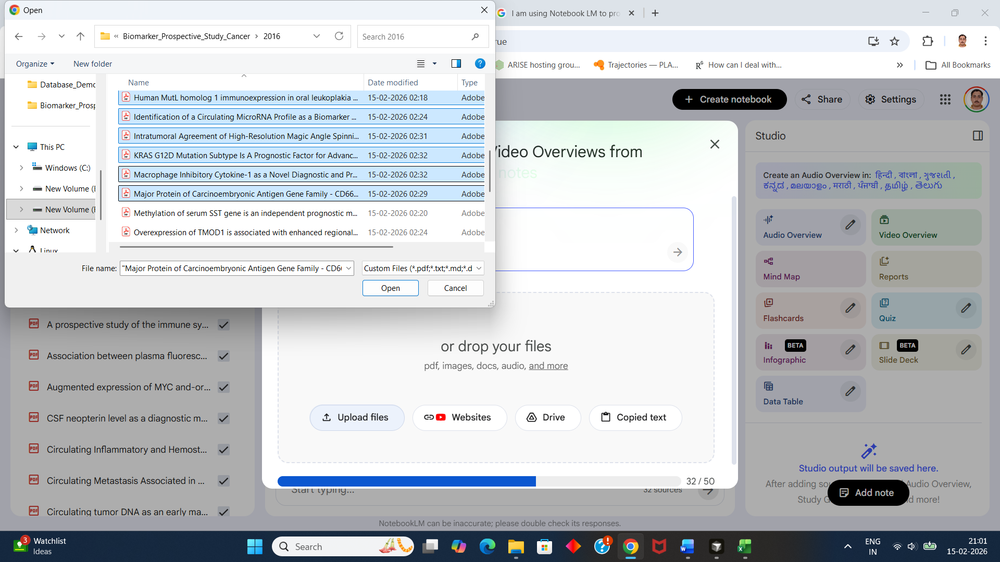 Open
I am using Notebook LM to pro
« Biomarker_Prospective_Study_Cancer › 2016
Search 2016
rue
Organize
New folder
ARISE hosting grou...
Trajectories — PLA...
How can I deal with...
»
All Bookmarks
Name
Date modified
Type
Database_Demo
Biomarker_Prosp
This PC
Windows (C:)
New Volume (
New Volume (
Network
Linux
Human MutL homolog 1 immunoexpression in oral leukoplakia ...
15-02-2026 02:18
Adobe
Identification of a Circulating MicroRNA Profile as a Biomarker ...
15-02-2026 02:24
Adobe
Intratumoral Agreement of High-Resolution Magic Angle Spinni...
15-02-2026 02:31
Adobe
KRAS G12D Mutation Subtype Is A Prognostic Factor for Advanc...
15-02-2026 02:32
Adobe
Macrophage Inhibitory Cytokine-1 as a Novel Diagnostic and Pr...
15-02-2026 02:32
Adobe
Major Protein of Carcinoembryonic Antigen Gene Family - CD66...
15-02-2026 02:29
Adobe
Methylation of serum SST gene is an independent prognostic m...
15-02-2026 02:20
Adobe
Overexpression of TMOD1 is associated with enhanced regional...
15-02-2026 02:24
Adobe
File name:
"Major Protein of Carcinoembryonic Antigen Gene Family - CD6
Custom Files (*.pdf;*.txt;*.md;*.d
Open
Cancel
Create notebook
Share
Settings
Video Overviews from
notes
or drop your files
pdf, images, docs, audio, and more
Upload files
Websites
Drive
Copied text
32 / 50
Start typing...
32 sources
A prospective study of the immune sy...
Association between plasma fluoresc...
Augmented expression of MYC and-or...
CSF neopterin level as a diagnostic m...
Circulating Inflammatory and Hemost...
Circulating Metastasis Associated in ...
Circulating tumor DNA as an early ma...
Studio
Create an Audio Overview in: हिन्दी , বাংলা , ગુજરાતી ,
ಕನ್ನಡ , മലയാളം , मराठी , ਪੰਜਾਬੀ , தமிழ் , తెలుగు
Audio Overview
Video Overview
Mind Map
Reports
Flashcards
Quiz
BETA
Infographic
BETA
Slide Deck
Data Table
Studio output will be saved here.
After adding so Audio Overview,
Study G d more!
Add note
NotebookLM can be inaccurate; please double check its responses.
3
Watchlist
Ideas
Search
ENG
IN
21:01
15-02-2026